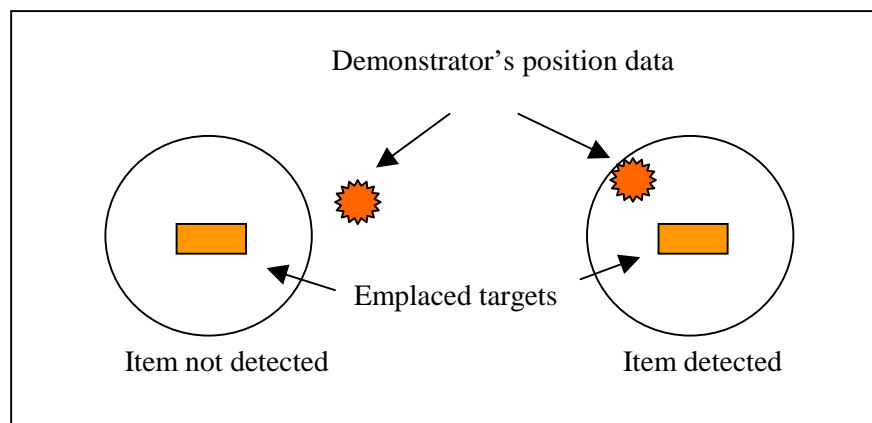 Demonstrator's position data
Emplaced targets
Item not detected
Item detected